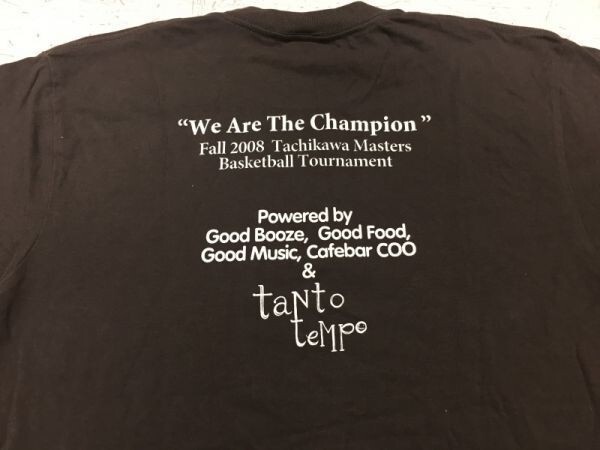 “We Are The Champion”
Fall 2008 Tachikawa Masters
Basketball Tournament
Powered by
Good Booze, Good Food,
Good Music, Cafebar COO
&
taNto
teMPo